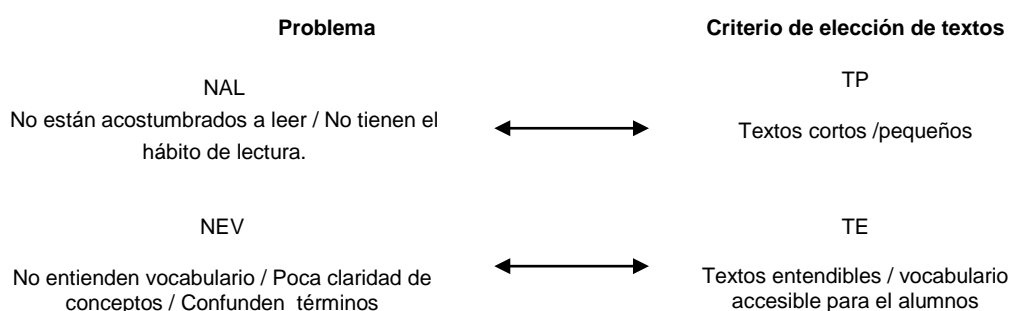 Problema
Criterio de elección de textos
NAL
No están acostumbrados a leer / No tienen el
hábito de lectura.
TP
Textos cortos /pequeños
NEV
No entienden vocabulario / Poca claridad de
conceptos / Confunden términos
TE
Textos entendibles / vocabulario
accesible para el alumnos